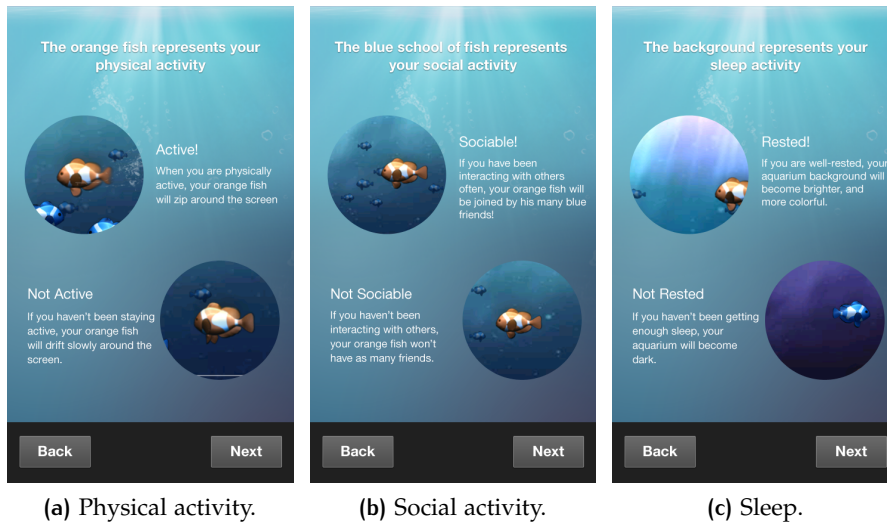 The orange fish represents your
physical activity
Active!
When you are physically
active, your orange fish
will zip around the screen
Not Active
If you haven't been staying
active, your orange fish
will drift slowly around the
screen.
Back
Next
(a) Physical activity.
The blue school of fish represents
your social activity
Sociable!
If you have been
interacting with others
often, your orange fish will
be joined by his many blue
friends!
Not Sociable
If you haven't been
interacting with others,
your orange fish won't
have as many friends.
Back
Next
(b) Social activity.
The background represents your
sleep activity
Rested!
If you are well-rested, your
aquarium background will
become brighter, and
more colorful.
Not Rested
If you haven't been getting
enough sleep, your
aquarium will become
dark.
Back
Next
(c) Sleep.